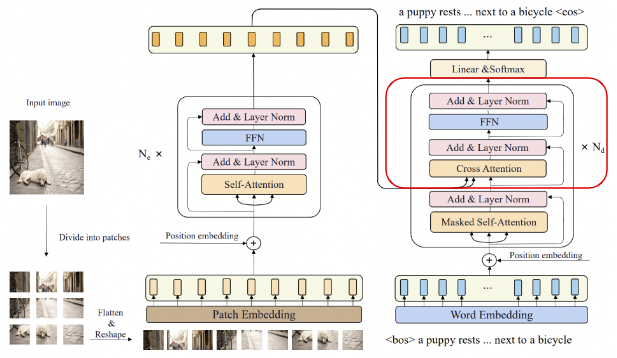 a puppy rests ... next to a bicycle <eos>
Linear &Softmax
Input image
Add & Layer Norm
FFN
Add & Layer Norm
Self-Attention
N_e ×
Position embedding
+
Divide into patches
Patch Embedding
Flatten
&
Reshape
Add & Layer Norm
FFN
Add & Layer Norm
Cross Attention
× N_d
Add & Layer Norm
Masked Self-Attention
+
Position embedding
...
...
Word Embedding
<bos> a puppy rests ... next to a bicycle